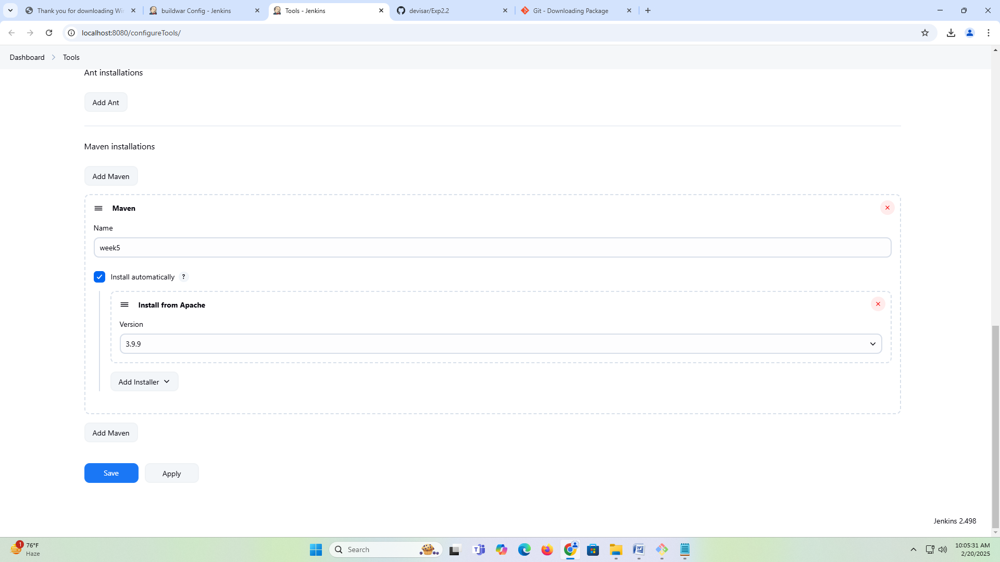 Thank you for downloading Win
buildwar Config - Jenkins
Tools - Jenkins
devisar/Exp2.2
Git - Downloading Package
localhost:8080/configureTools/
Dashboard
Tools
Ant installations
Add Ant
Maven installations
Add Maven
Maven
Name
week5
Install automatically ?
Install from Apache
Version
3.9.9
Add Installer
Add Maven
Save
Apply
Jenkins 2.498
1
76°F
Haze
Search
10:05:31 AM
2/20/2025